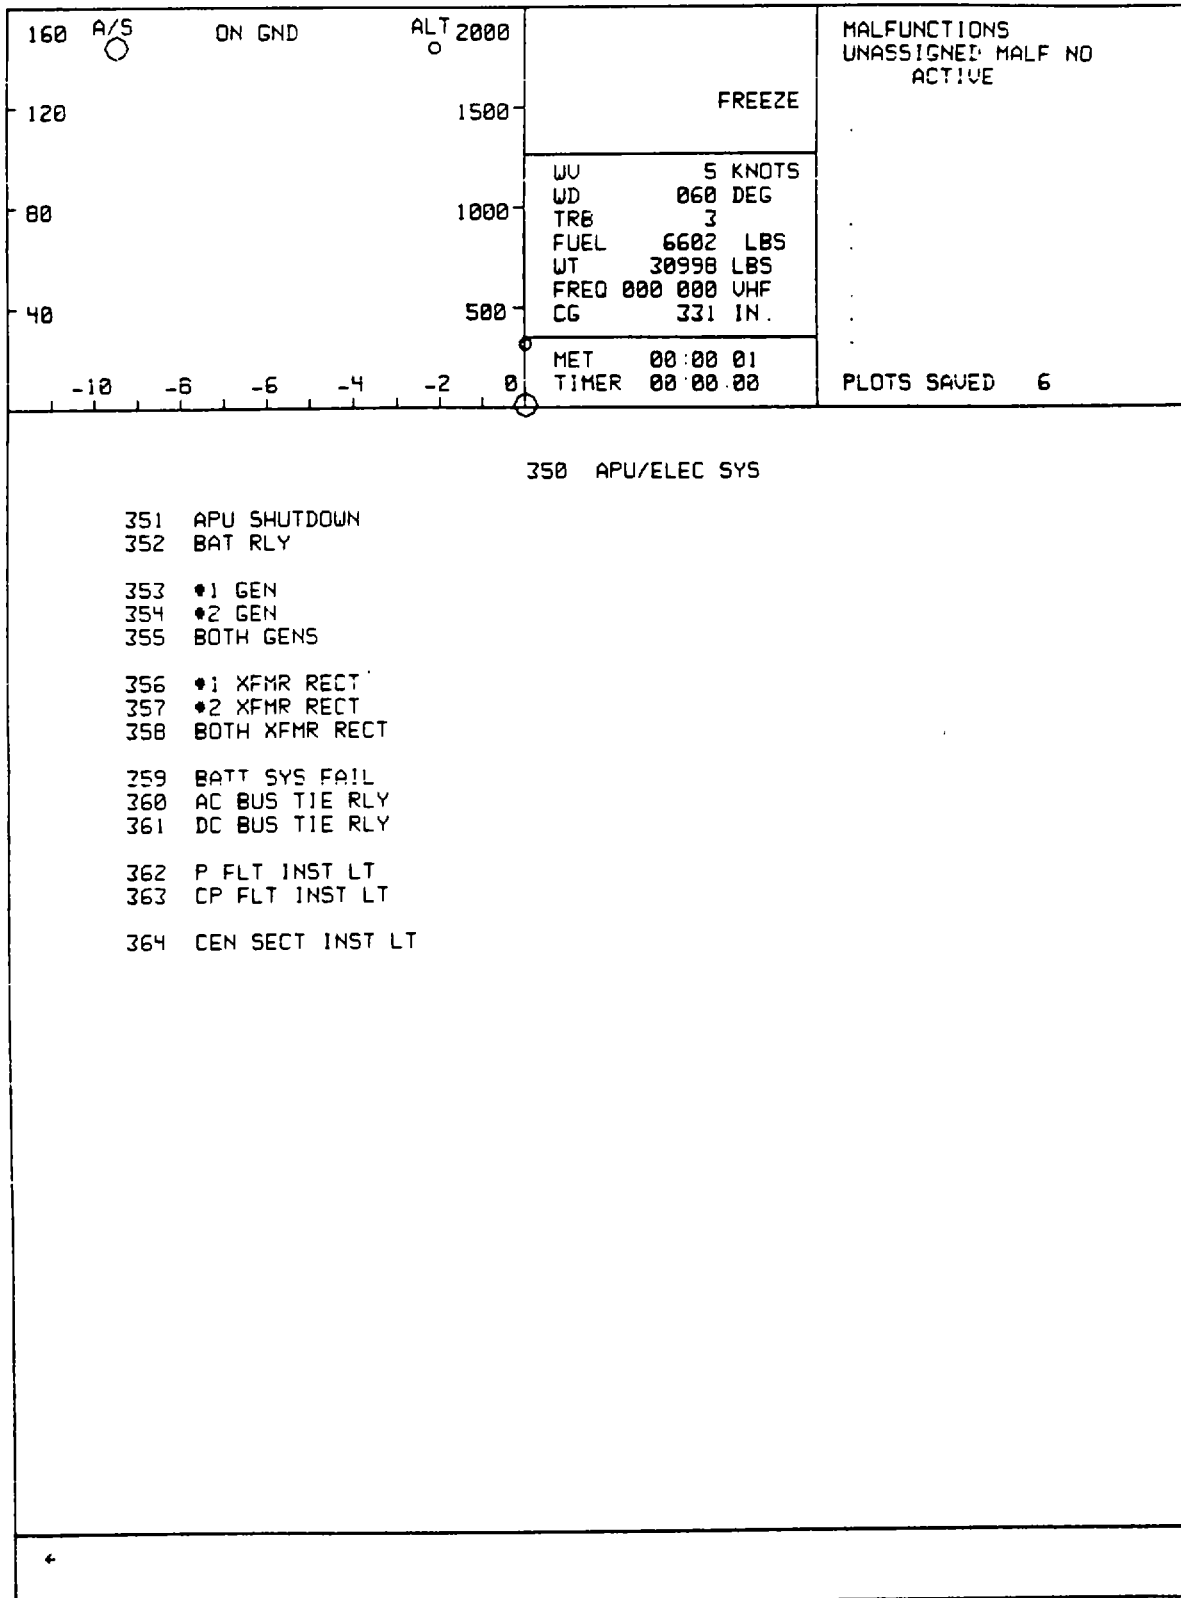 160 A/S ON GND ALT 2000
120 1500
80 1000
40 500
-10 -8 -6 -4 -2 0
FREEZE
WV 5 KNOTS
WD 060 DEG
TRB 3
FUEL 6602 LBS
WT 30998 LBS
FREQ 000 000 VHF
CG 331 IN.
MET 00:00 01
TIMER 00:00:00
MALFUNCTIONS
UNASSIGNED MALF NO
ACTIVE
PLOTS SAVED 6
350 APU/ELEC SYS
351 APU SHUTDOWN
352 BAT RLY
353 #1 GEN
354 #2 GEN
355 BOTH GENS
356 #1 XFMR RECT
357 #2 XFMR RECT
358 BOTH XFMR RECT
359 BATT SYS FAIL
360 AC BUS TIE RLY
361 DC BUS TIE RLY
362 P FLT INST LT
363 CP FLT INST LT
364 CEN SECT INST LT
←